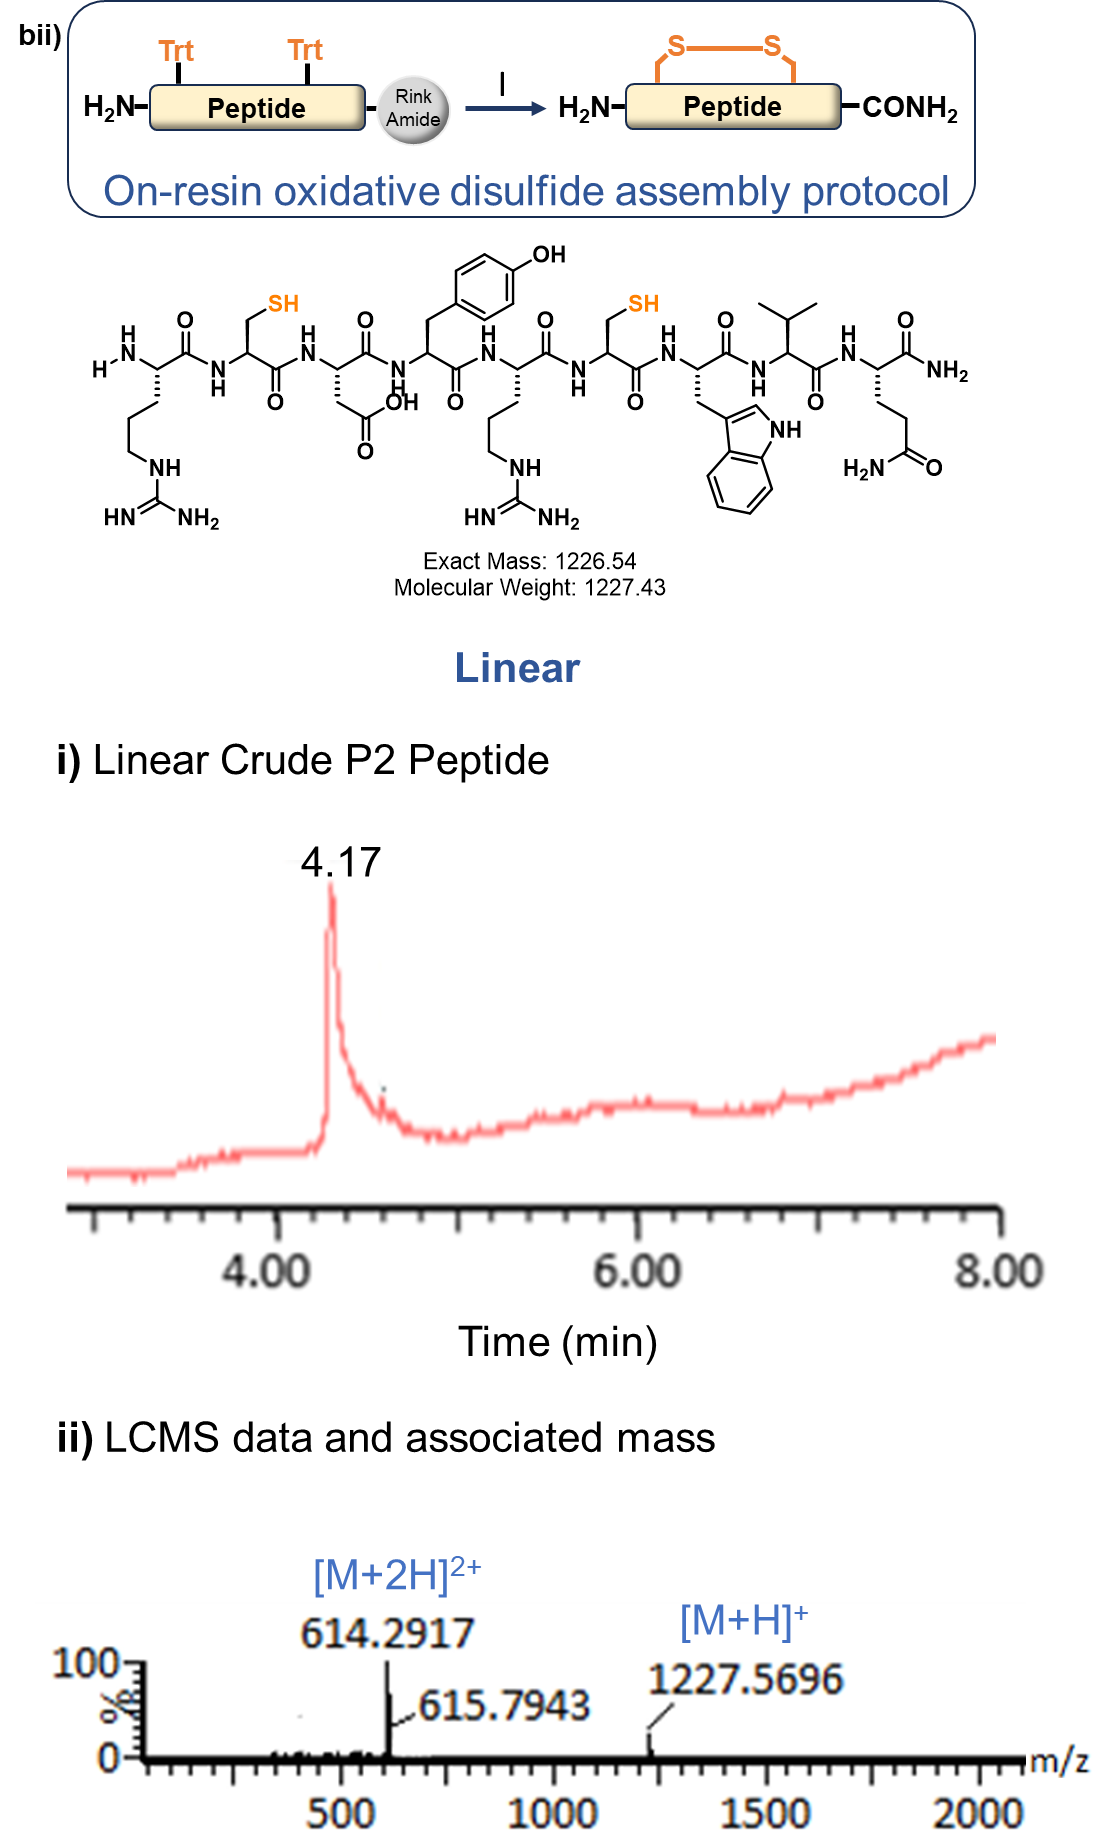 bii)
Trt Trt
H₂N Peptide Rink Amide I H₂N Peptide CONH₂
S S
On-resin oxidative disulfide assembly protocol
OH
SH SH
H O H O H O H O H O
H N N N N N N N N N NH₂
H O H O H O H O
OH
O
NH NH NH
H₂N O
HN NH₂ HN NH₂
Exact Mass: 1226.54
Molecular Weight: 1227.43
Linear
i) Linear Crude P2 Peptide
4.17
4.00 6.00 8.00
Time (min)
ii) LCMS data and associated mass
[M+2H]²⁺
614.2917
[M+H]⁺
1227.5696
100
615.7943
%
0
m/z
500 1000 1500 2000